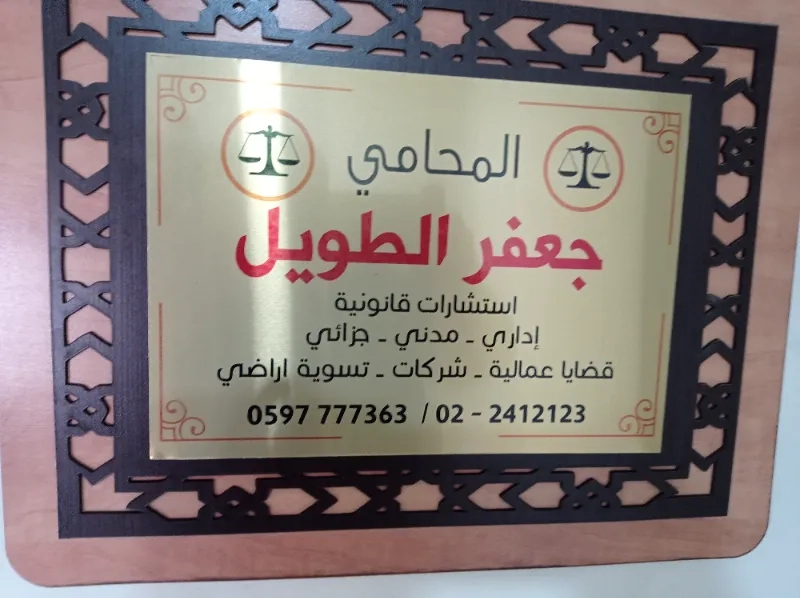 المحامي
جعفر الطويل
استشارات قانونية
إداري - مدني - جزائي
قضايا عمالية - شركات - تسوية اراضي
0597 777363 / 02 - 2412123